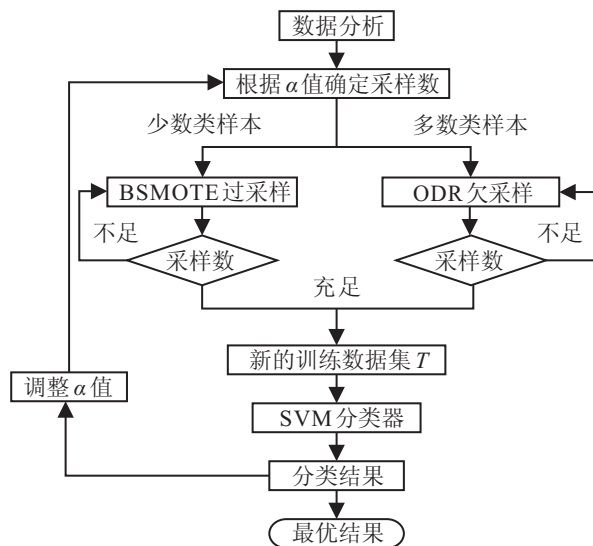 数据分析
根据α值确定采样数
少数类样本
多数类样本
BSMOTE过采样
ODR欠采样
不足
采样数
采样数
不足
充足
新的训练数据集T
调整α值
SVM分类器
分类结果
最优结果